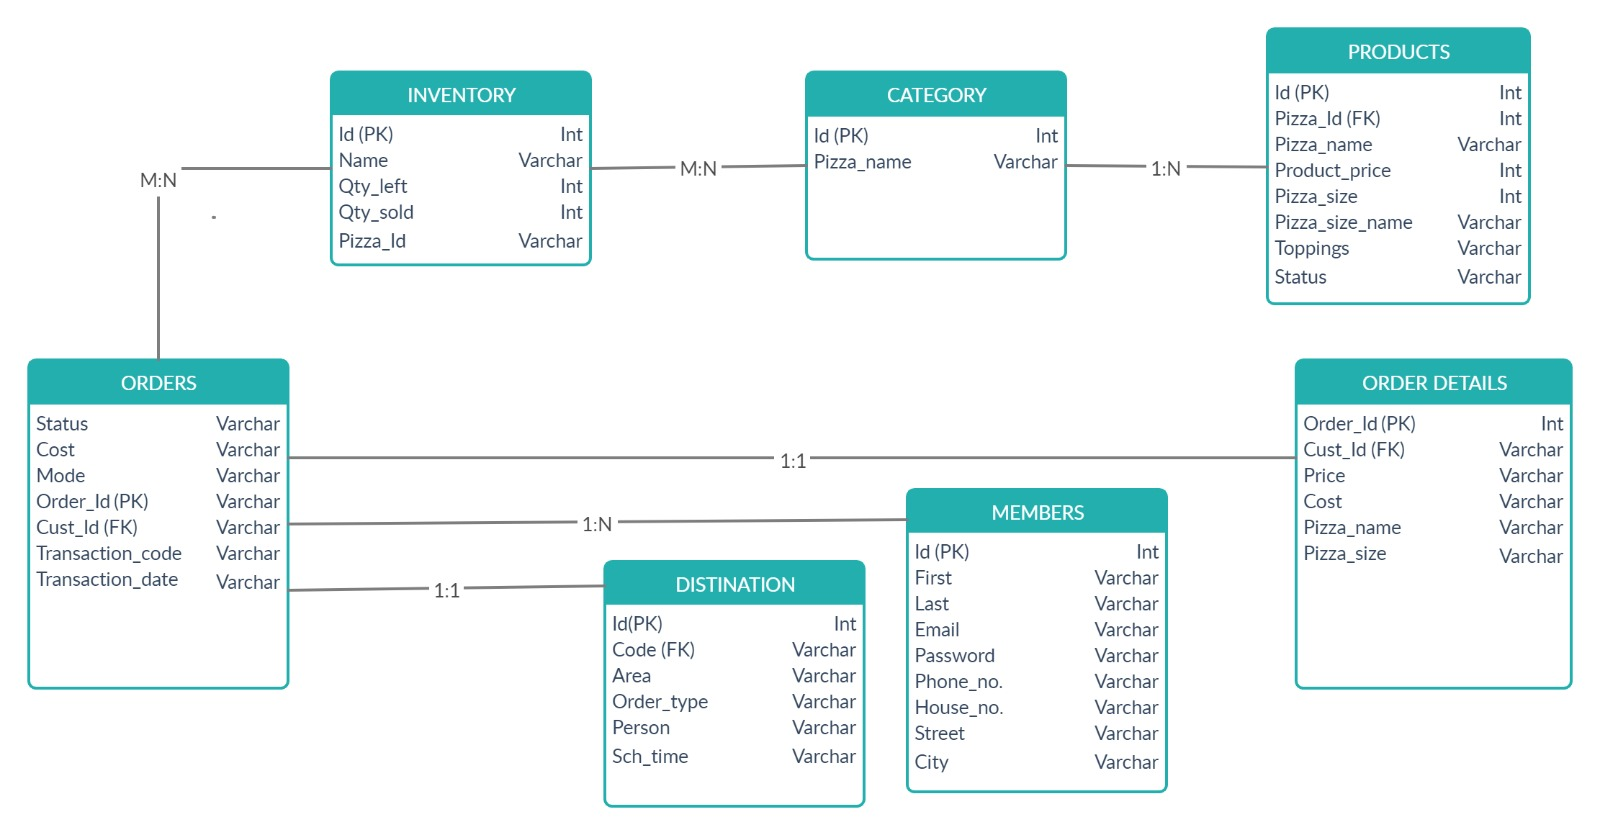 PRODUCTS
Id (PK) Int
Pizza_Id (FK) Int
Pizza_name Varchar
Product_price Int
Pizza_size Int
Pizza_size_name Varchar
Toppings Varchar
Status Varchar
INVENTORY
Id (PK) Int
Name Varchar
Qty_left Int
Qty_sold Int
Pizza_Id Varchar
CATEGORY
Id (PK) Int
Pizza_name Varchar
M:N
M:N
1:N
ORDERS
Status Varchar
Cost Varchar
Mode Varchar
Order_Id (PK) Varchar
Cust_Id (FK) Varchar
Transaction_code Varchar
Transaction_date Varchar
1:1
1:N
1:1
ORDER DETAILS
Order_Id (PK) Int
Cust_Id (FK) Varchar
Price Varchar
Cost Varchar
Pizza_name Varchar
Pizza_size Varchar
MEMBERS
Id (PK) Int
First Varchar
Last Varchar
Email Varchar
Password Varchar
Phone_no. Varchar
House_no. Varchar
Street Varchar
City Varchar
DISTINATION
Id(PK) Int
Code (FK) Varchar
Area Varchar
Order_type Varchar
Person Varchar
Sch_time Varchar